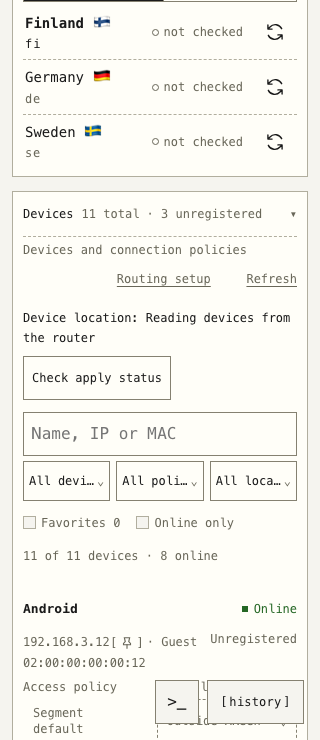 Finland 🇫🇮
fi
not checked
Germany 🇩🇪
de
not checked
Sweden 🇸🇪
se
not checked
Devices 11 total · 3 unregistered ▾
Devices and connection policies
Routing setup Refresh
Device location: Reading devices from
the router
Check apply status
Name, IP or MAC
All devi… All poli… All loca…
Favorites 0 Online only
11 of 11 devices · 8 online
Android Online
192.168.3.12[ ]· Guest Unregistered
02:00:00:00:00:12
Access policy
>_ [history]
Segment
default